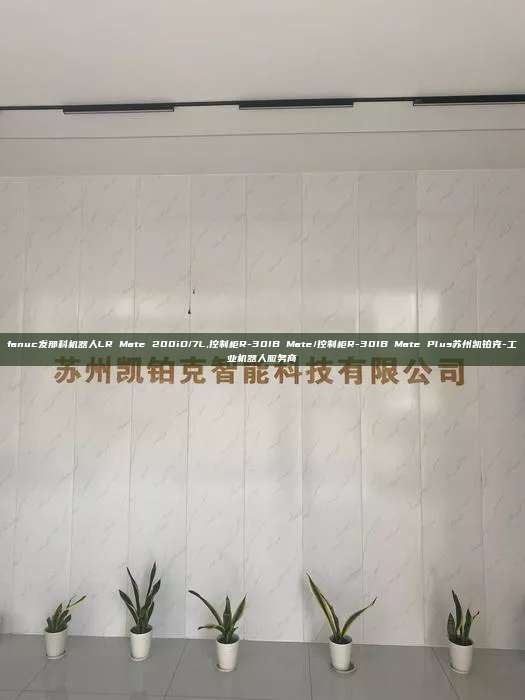 fanuc发那科机器人LR Mate 200iD/7L,控制柜R-30iB Mate/控制柜R-30iB Mate Plus苏州凯铂克-工
业机器人服务商
苏州凯铂克智能科技有限公司